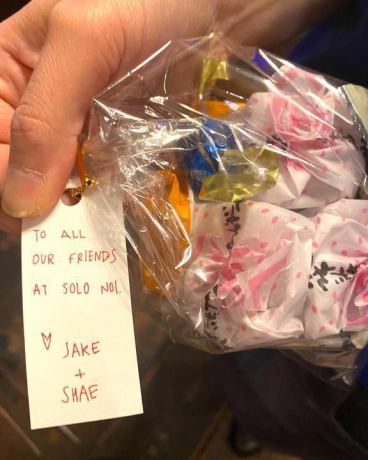 TO ALL
OUR FRIENDS
AT SOLO NOI.
♡ JAKE
+
SHAE